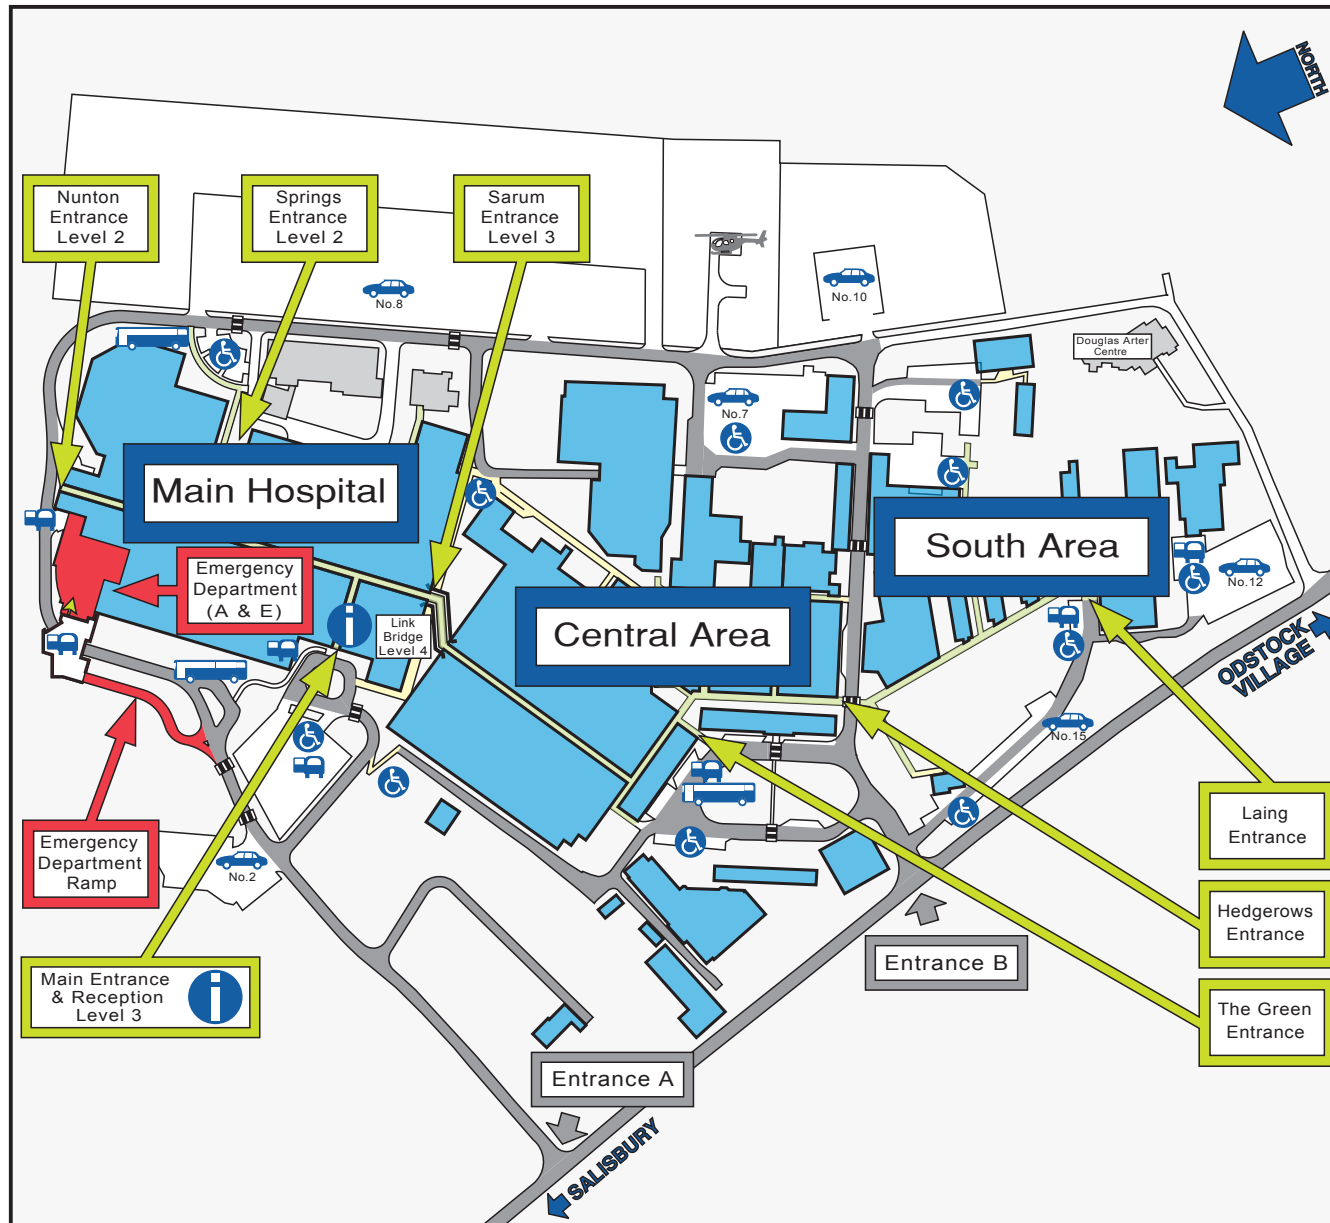 NORTH
Nunton
Entrance
Level 2
Springs
Entrance
Level 2
Sarum
Entrance
Level 3
No.8
No.10
Douglas Arter
Centre
No.7
Main Hospital
South Area
Emergency
Department
(A & E)
No.12
Link
Bridge
Level 4
Central Area
ODSTOCK
VILLAGE
No.15
Laing
Entrance
Emergency
Department
Ramp
No.2
Hedgerows
Entrance
Main Entrance
& Reception
Level 3
i
i
Entrance B
The Green
Entrance
Entrance A
SALISBURY